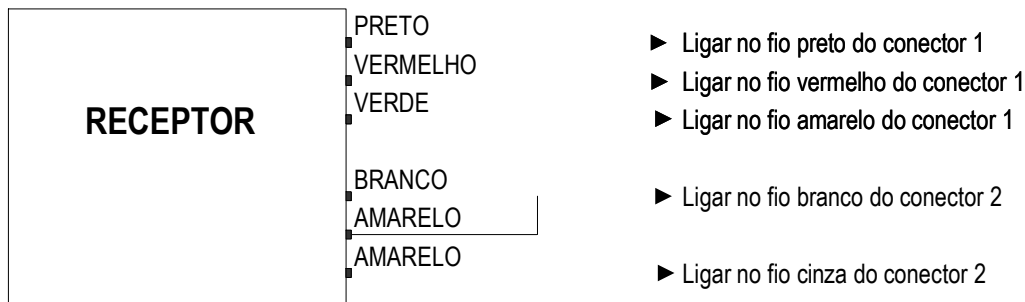 PRETO
► Ligar no fio preto do conector 1
VERMELHO
► Ligar no fio vermelho do conector 1
VERDE
► Ligar no fio amarelo do conector 1
RECEPTOR
BRANCO
► Ligar no fio branco do conector 2
AMARELO
AMARELO
► Ligar no fio cinza do conector 2